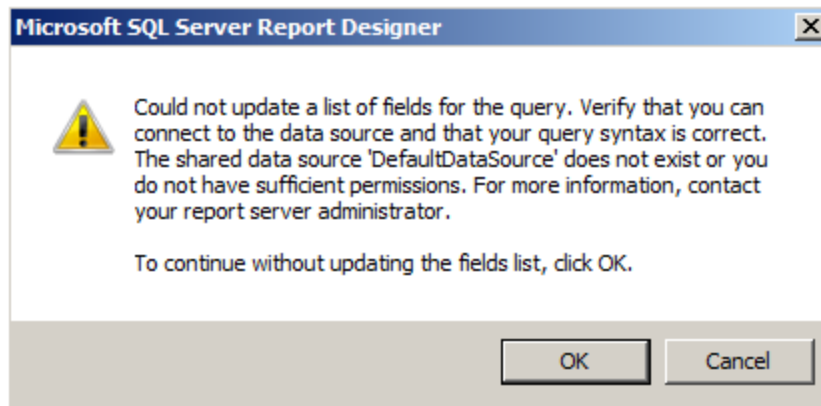 Microsoft SQL Server Report Designer
Could not update a list of fields for the query. Verify that you can
connect to the data source and that your query syntax is correct.
The shared data source 'DefaultDataSource' does not exist or you
do not have sufficient permissions. For more information, contact
your report server administrator.
To continue without updating the fields list, click OK.
OK
Cancel